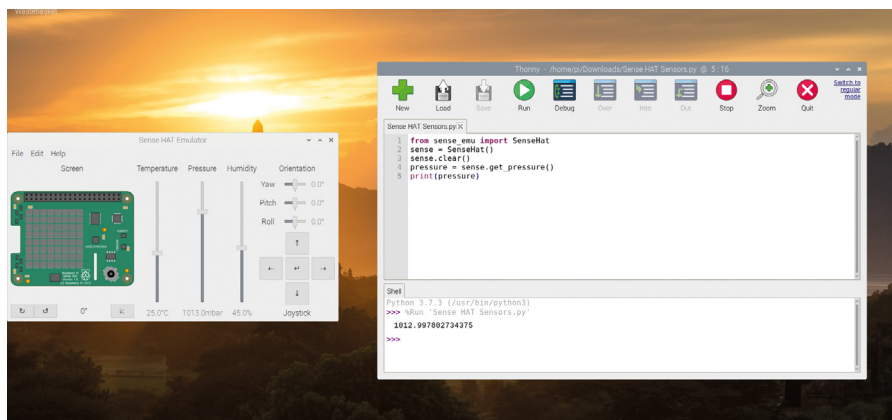 Wastebasket
Sense HAT Emulator
File Edit Help
Screen
Temperature Pressure Humidity Orientation
Yaw 0.0°
Pitch 0.0°
Roll 0.0°
0°
25.0°C 1013.0mbar 45.0% Joystick
Thonny - /home/pi/Downloads/Sense HAT Sensors.py @ 5:16
New Load Save Run Debug Over Into Out Stop Zoom Quit
Switch to
regular
mode
Sense HAT Sensors.py
1 from sense_emu import SenseHat
2 sense = SenseHat()
3 sense.clear()
4 pressure = sense.get_pressure()
5 print(pressure)
Shell
Python 3.7.3 (/usr/bin/python3)
>>> %Run 'Sense HAT Sensors.py'
1012.997802734375
>>>